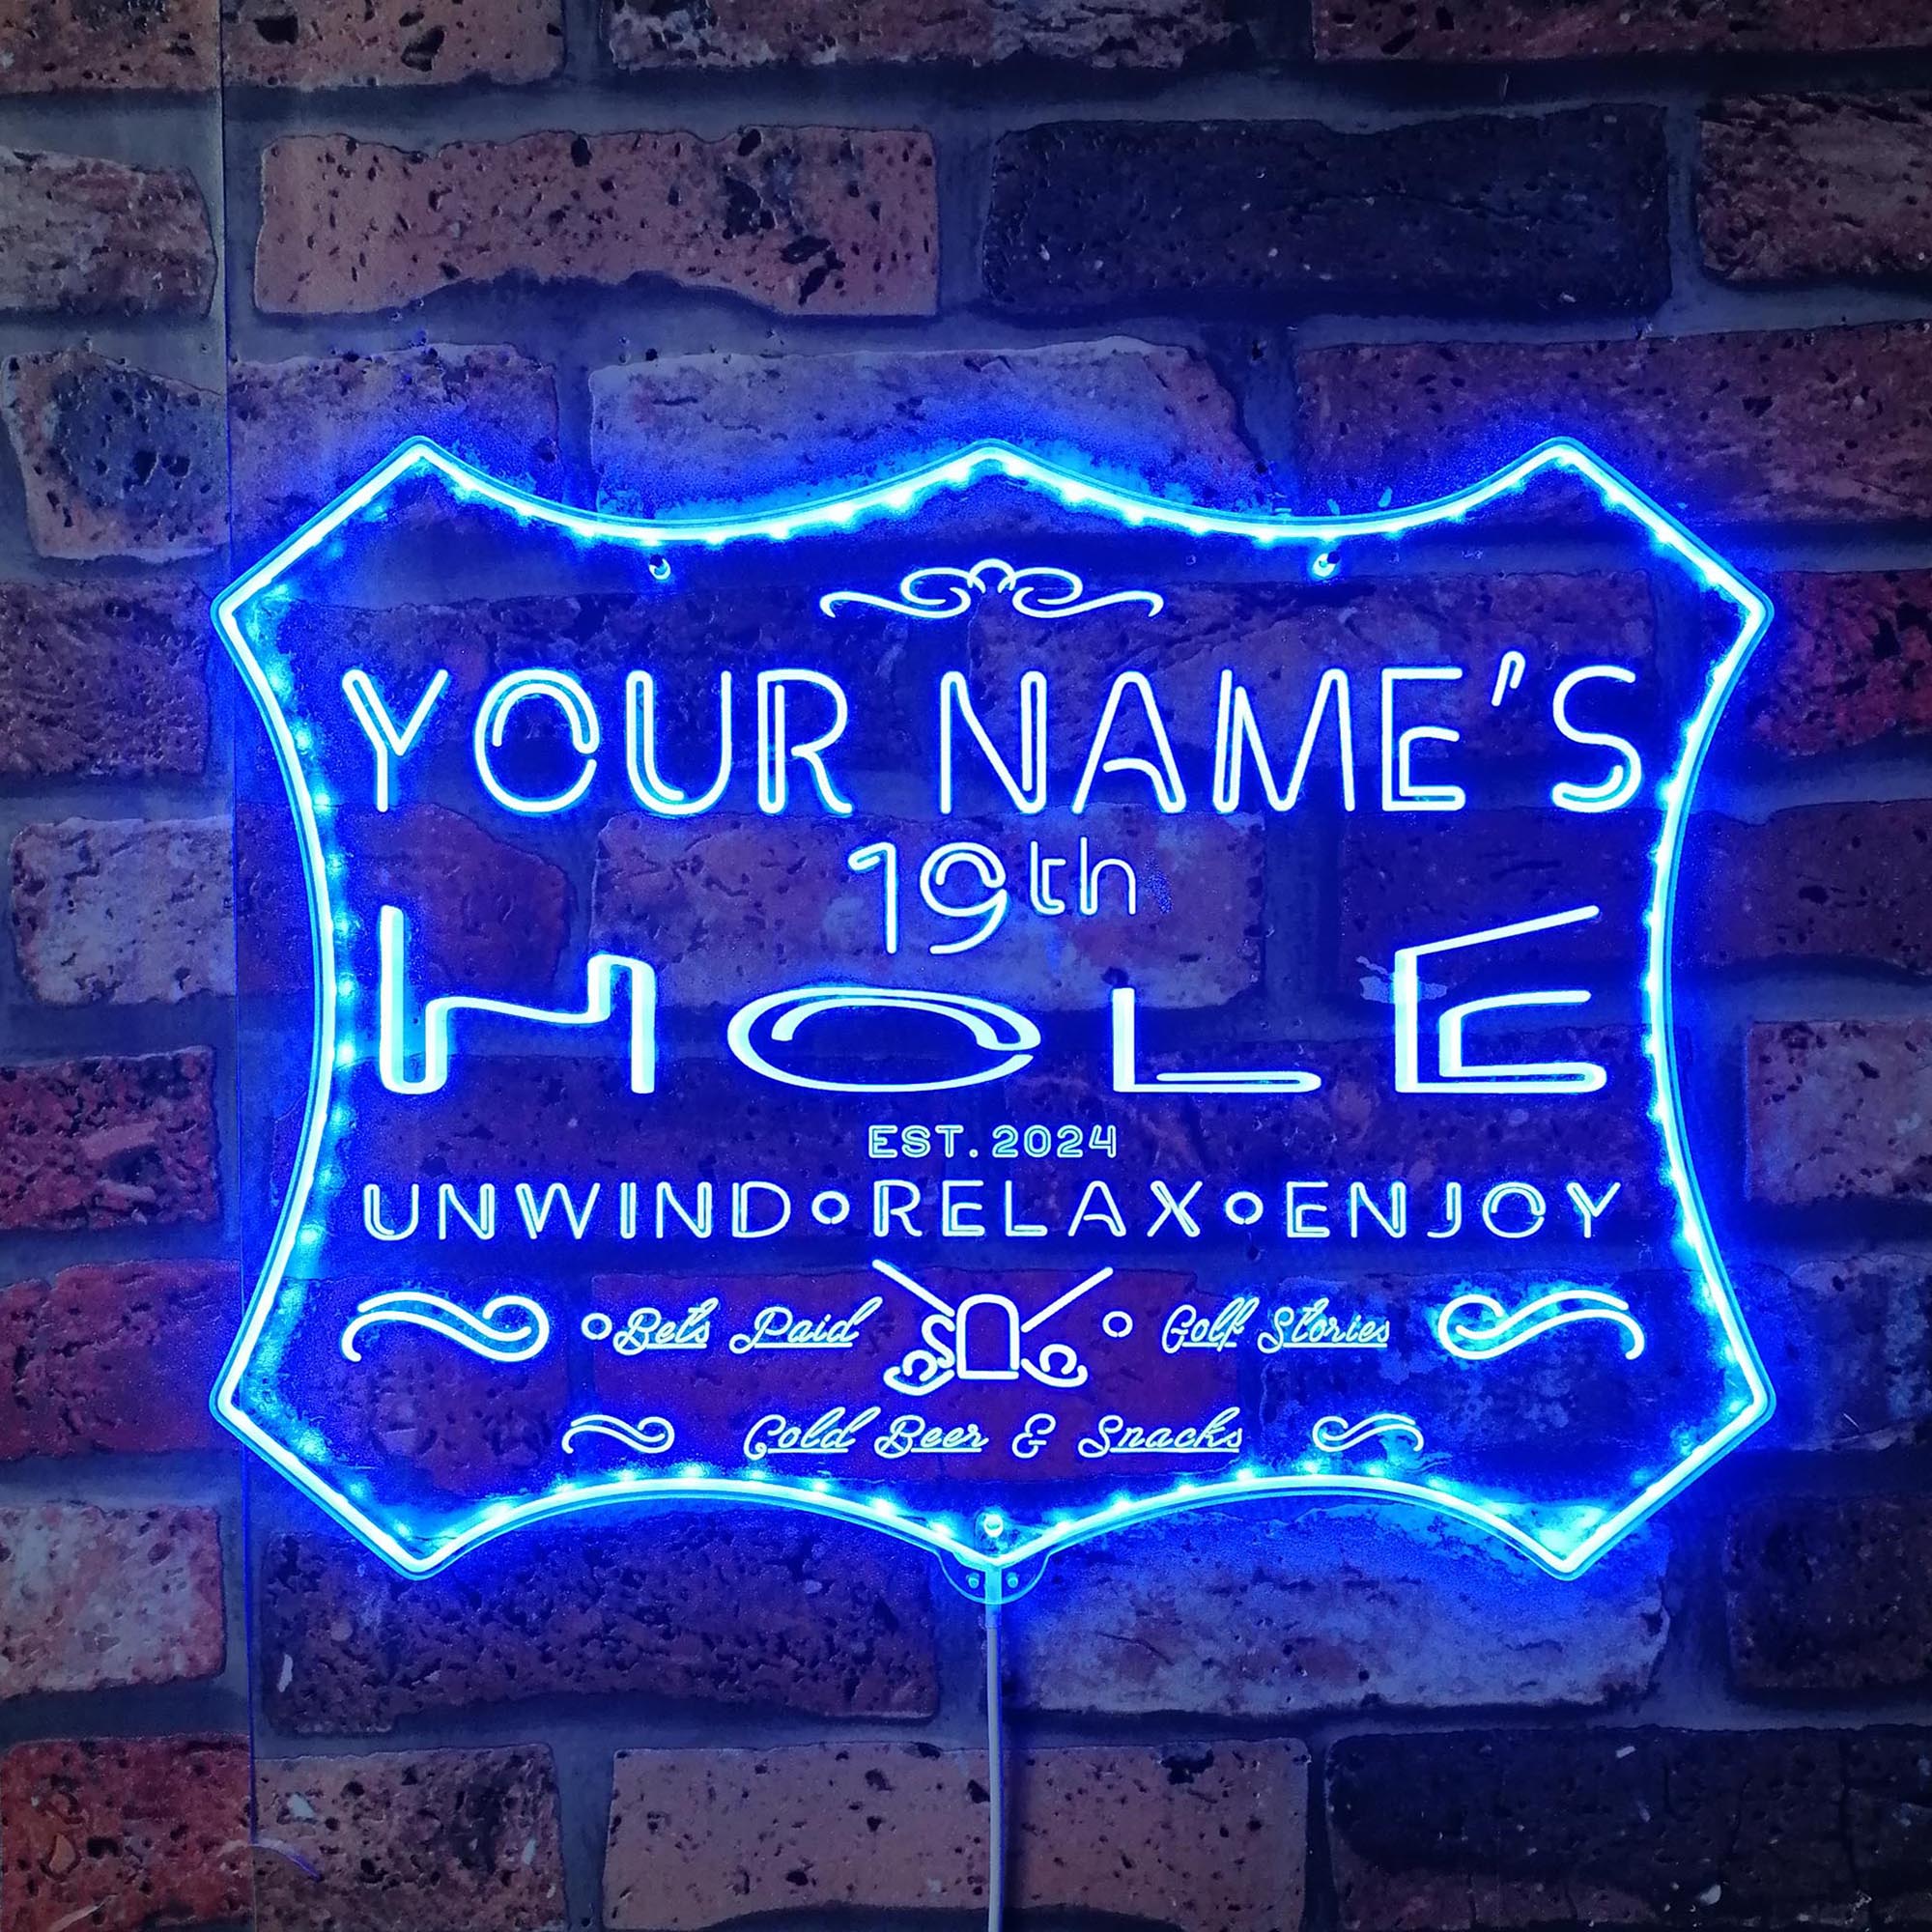 YOUR NAME'S
19th
HOLE
EST. 2024
UNWIND • RELAX • ENJOY
Bets Paid Golf Stories
Cold Beer & Snacks